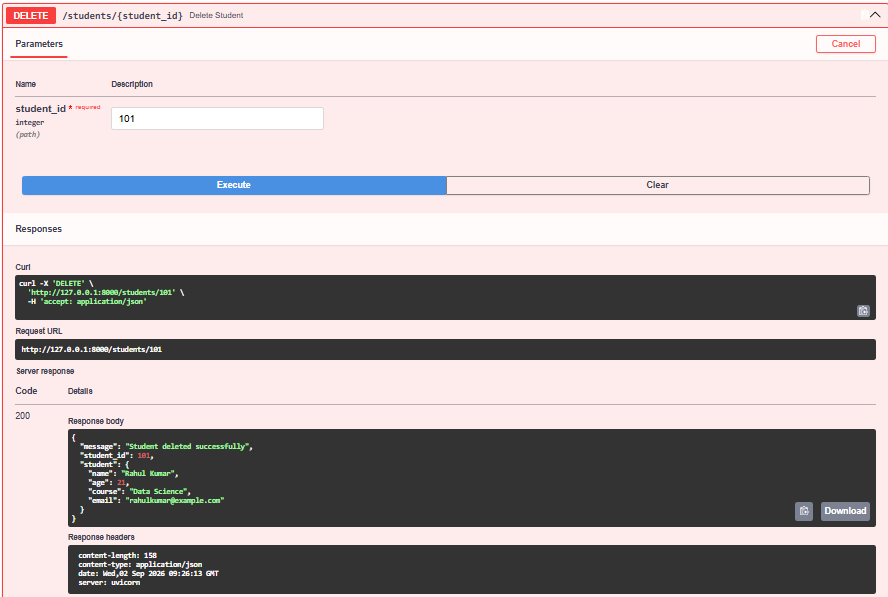 DELETE /students/{student_id} Delete Student
Parameters
Cancel
Name Description
student_id * required
integer
(path)
101
Execute Clear
Responses
Curl
curl -X 'DELETE' \
  'http://127.0.0.1:8000/students/101' \
  -H 'accept: application/json'
Request URL
http://127.0.0.1:8000/students/101
Server response
Code Details
200
Response body
{
  "message": "Student deleted successfully",
  "student_id": 101,
  "student": {
    "name": "Rahul Kumar",
    "age": 21,
    "course": "Data Science",
    "email": "rahulkumar@example.com"
  }
}
Download
Response headers
content-length: 158
content-type: application/json
date: Wed,02 Sep 2026 09:26:13 GMT
server: uvicorn